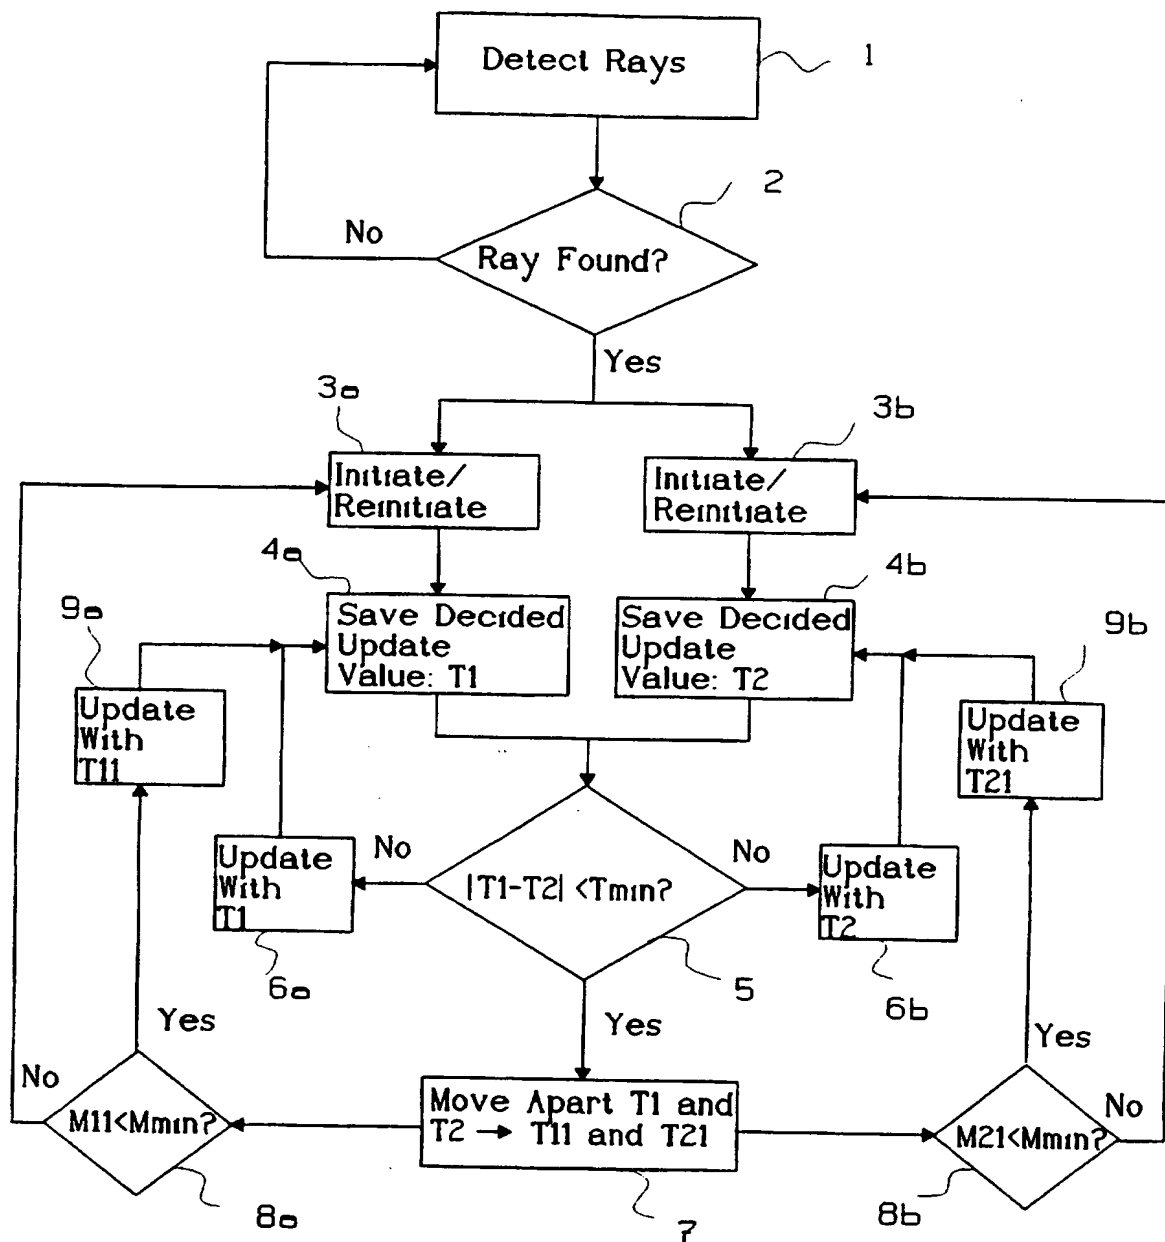 Detect Rays
1
2
No
Ray Found?
Yes
3a
3b
Initiate/
Reinitiate
Initiate/
Reinitiate
4a
4b
9a
9b
Save Decided
Update
Value: T1
Save Decided
Update
Value: T2
Update
With
T11
Update
With
T21
No
No
Update
With
T1
|T1-T2| <Tmin?
Update
With
T2
6a
5
6b
Yes
Yes
Yes
No
No
M11<Mmin?
Move Apart T1 and
T2 → T11 and T21
M21<Mmin?
8a
7
8b